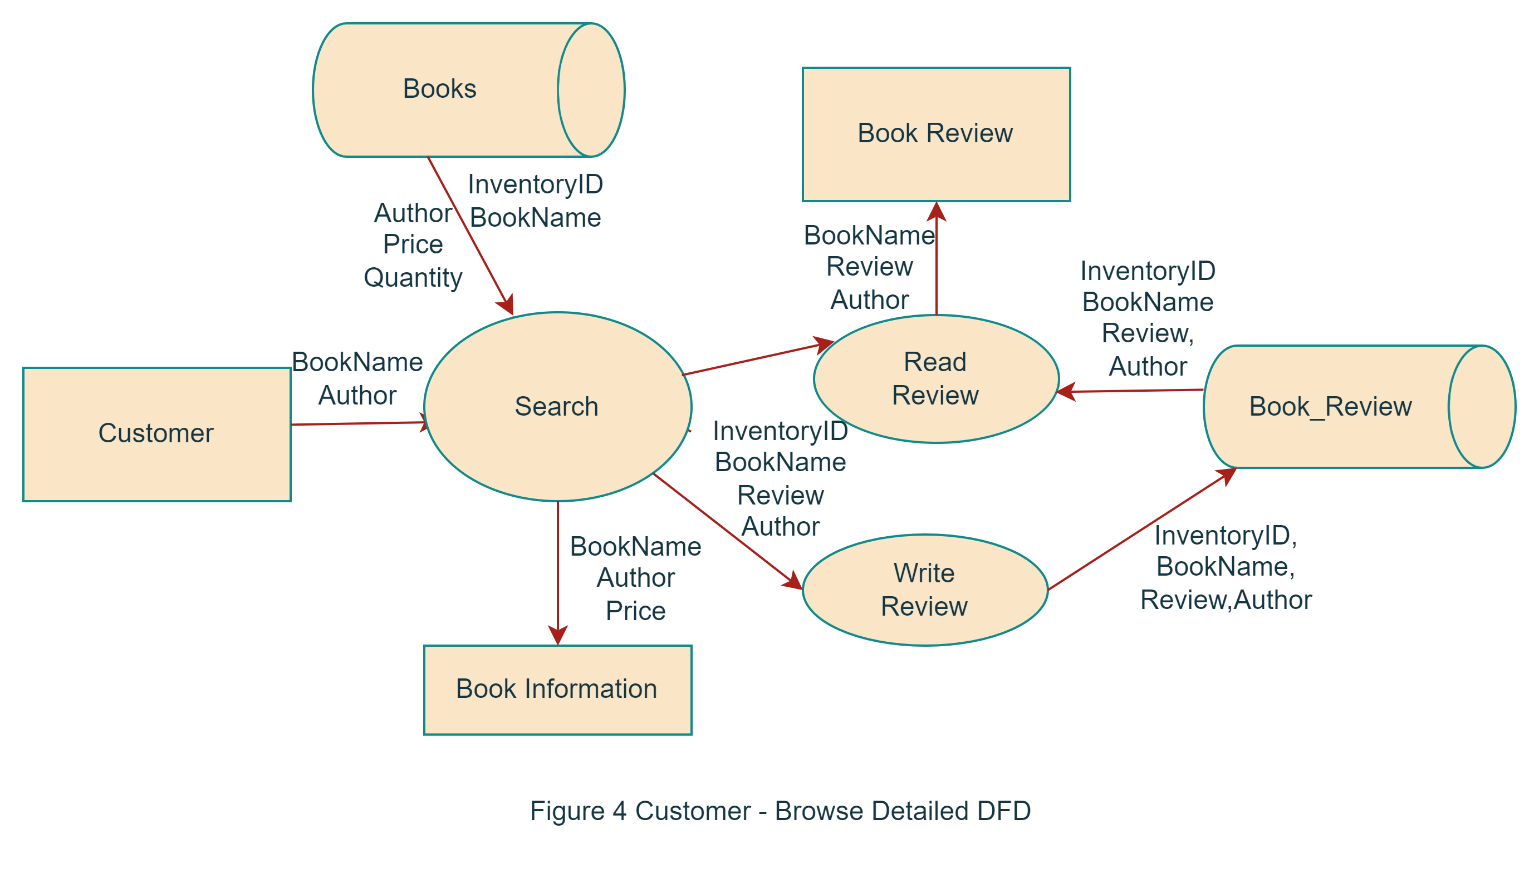 Books
Book Review
InventoryID
BookName
Author
Price
Quantity
BookName
Review
Author
InventoryID
BookName
Review,
Author
BookName
Author
Customer
Search
Read
Review
Book_Review
InventoryID
BookName
Review
Author
BookName
Author
Price
Write
Review
InventoryID,
BookName,
Review,Author
Book Information
Figure 4 Customer - Browse Detailed DFD